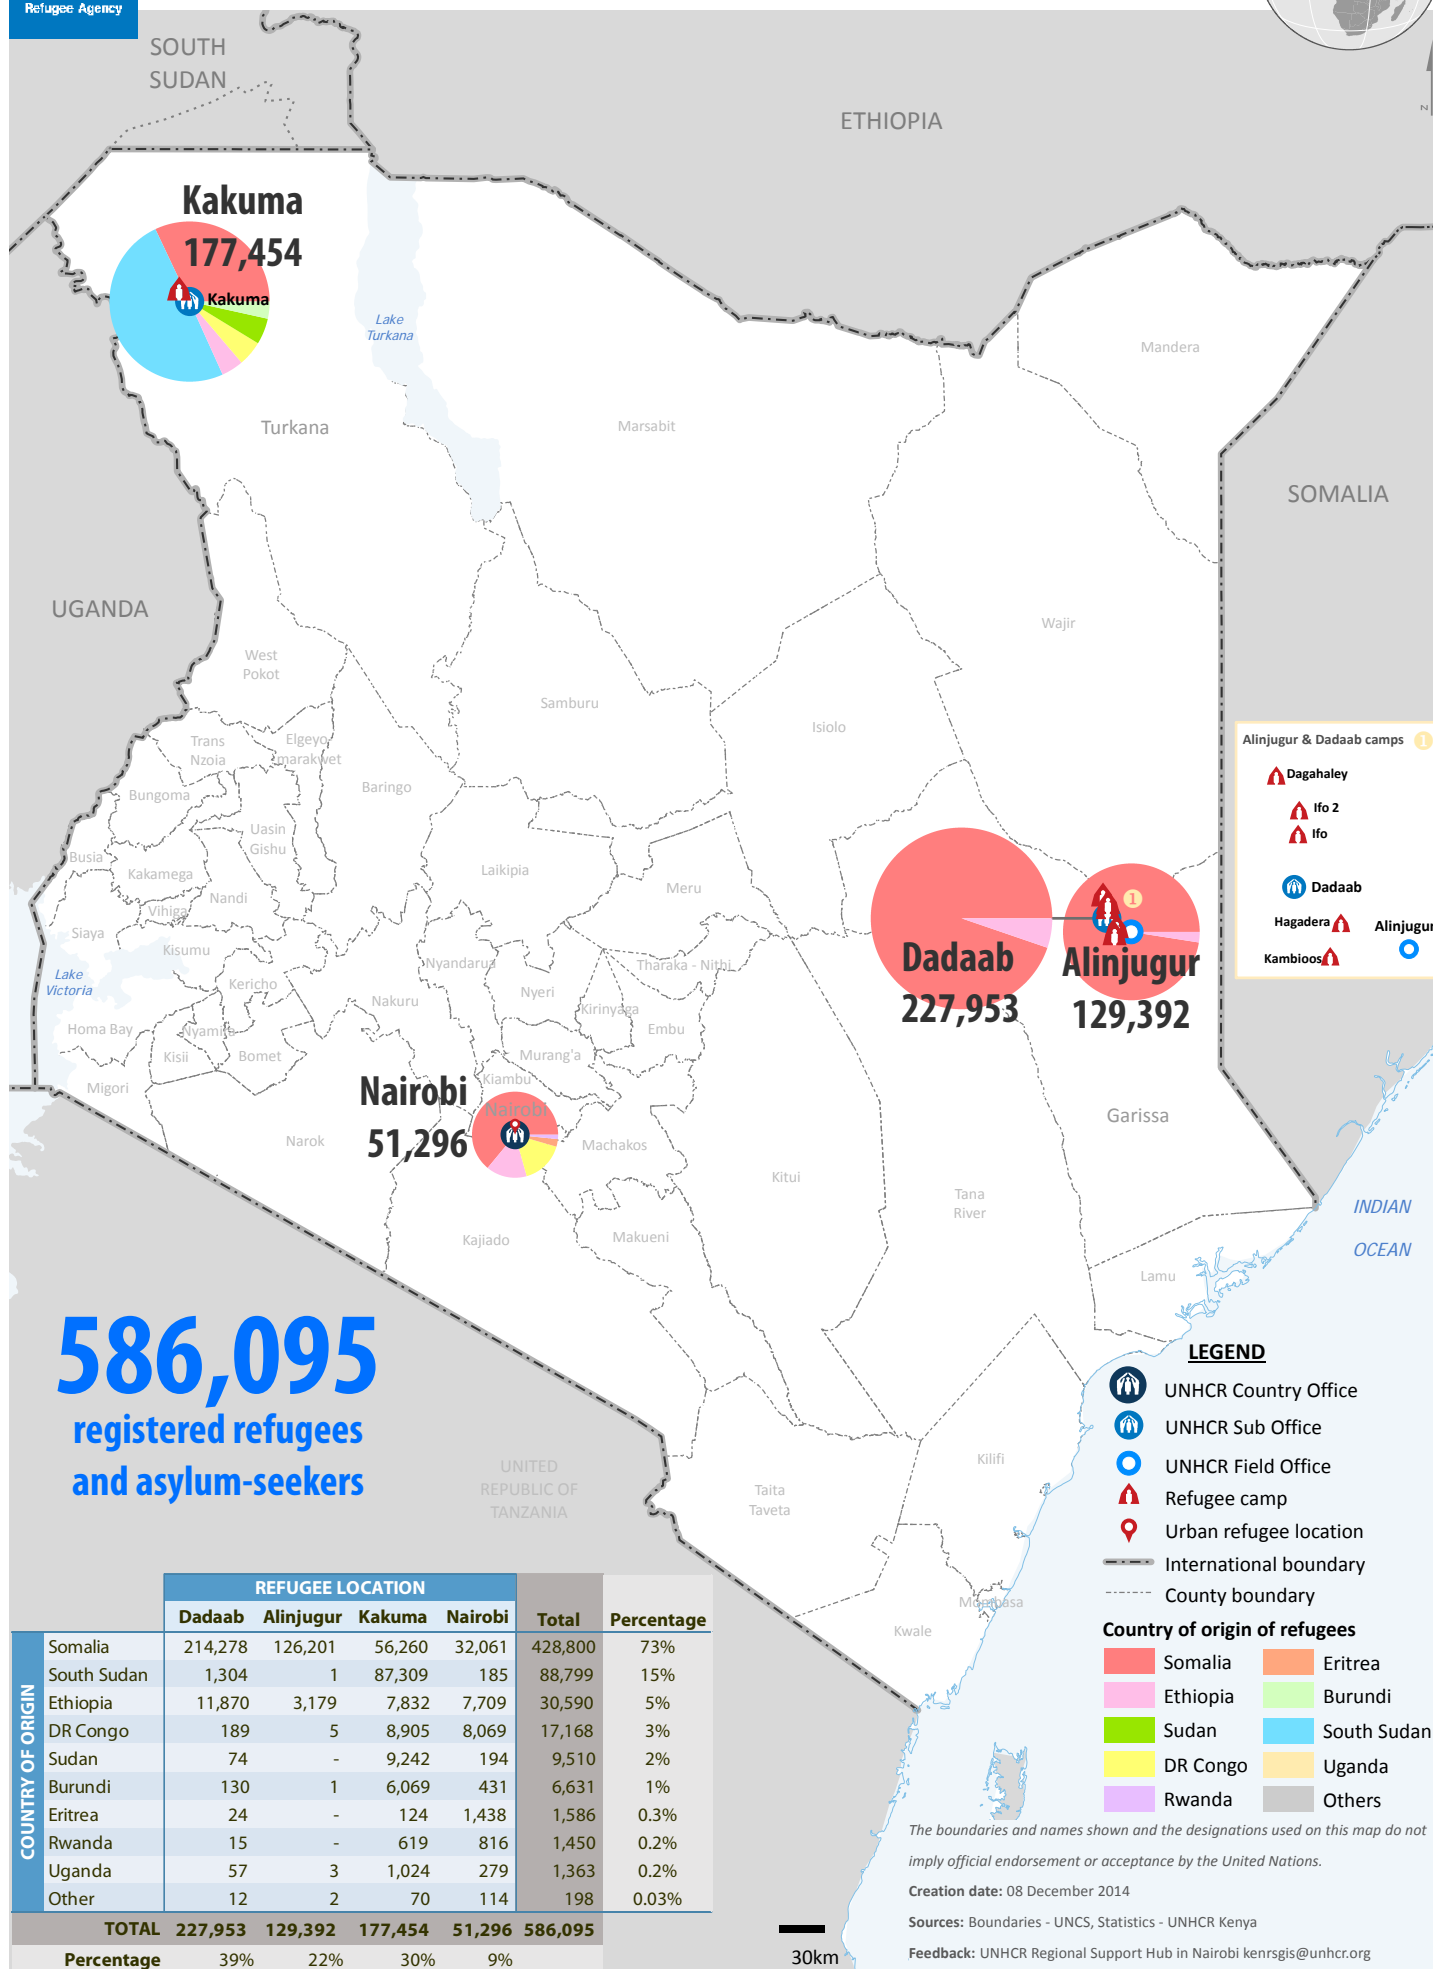 Refugee Agency
SOUTH
SUDAN
ETHIOPIA
N
Kakuma
177,454
Kakuma
Lake
Turkana
Mandera
Turkana
Marsabit
SOMALIA
UGANDA
Wajir
West
Pokot
Samburu
Isiolo
Trans
Nzoia
Elgeyo-
marakwet
Baringo
Bungoma
Uasin
Gishu
Busia
Kakamega
Laikipia
Meru
Vihiga
Nandi
Siaya
Kisumu
Lake
Victoria
Kericho
Nyandarua
Nakuru
Nyeri
Tharaka - Nithi
Kirinyaga
Embu
Homa Bay
Nyamira
Kisii
Bomet
Murang'a
Migori
Kiambu
Alinjugur & Dadaab camps 1
Dagahaley
Ifo 2
Ifo
Dadaab
Hagadera
Alinjugur
Kambioos
1
Dadaab
227,953
Alinjugur
129,392
Nairobi
51,296
Nairobi
Narok
Machakos
Garissa
Kitui
Tana
River
Kajiado
Makueni
INDIAN
OCEAN
Lamu
586,095
registered refugees
and asylum-seekers
UNITED
REPUBLIC OF
TANZANIA
Taita
Taveta
Kilifi
Mombasa
Kwale
LEGEND
UNHCR Country Office
UNHCR Sub Office
UNHCR Field Office
Refugee camp
Urban refugee location
International boundary
County boundary
Country of origin of refugees
Somalia Eritrea
Ethiopia Burundi
Sudan South Sudan
DR Congo Uganda
Rwanda Others
REFUGEE LOCATION
Dadaab Alinjugur Kakuma Nairobi Total Percentage
COUNTRY OF ORIGIN
Somalia 214,278 126,201 56,260 32,061 428,800 73%
South Sudan 1,304 1 87,309 185 88,799 15%
Ethiopia 11,870 3,179 7,832 7,709 30,590 5%
DR Congo 189 5 8,905 8,069 17,168 3%
Sudan 74 - 9,242 194 9,510 2%
Burundi 130 1 6,069 431 6,631 1%
Eritrea 24 - 124 1,438 1,586 0.3%
Rwanda 15 - 619 816 1,450 0.2%
Uganda 57 3 1,024 279 1,363 0.2%
Other 12 2 70 114 198 0.03%
TOTAL 227,953 129,392 177,454 51,296 586,095
Percentage 39% 22% 30% 9%
30km
The boundaries and names shown and the designations used on this map do not
imply official endorsement or acceptance by the United Nations.
Creation date: 08 December 2014
Sources: Boundaries - UNCS, Statistics - UNHCR Kenya
Feedback: UNHCR Regional Support Hub in Nairobi kenrsgis@unhcr.org